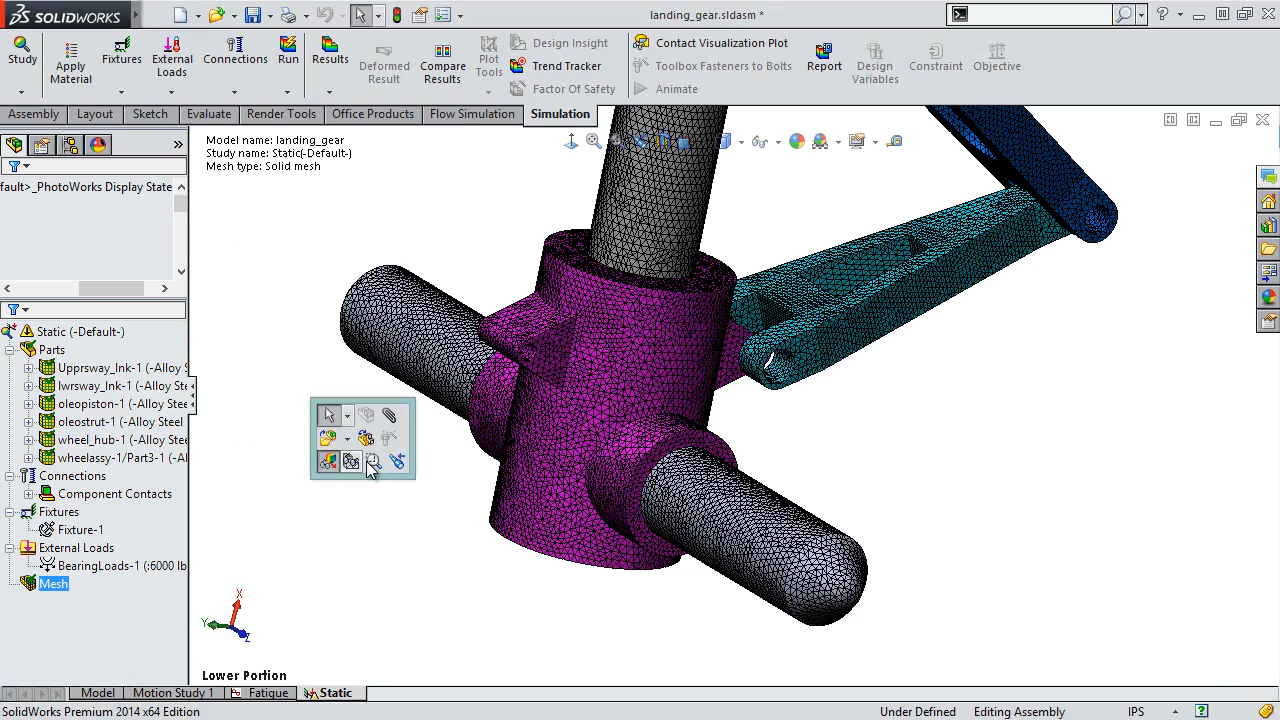 SOLIDWORKS
landing_gear.sldasm *
Study
Apply Material
Fixtures
External Loads
Connections
Run
Results
Deformed Result
Compare Results
Plot Tools
Design Insight
Trend Tracker
Factor Of Safety
Contact Visualization Plot
Toolbox Fasteners to Bolts
Animate
Report
Design Variables
Constraint
Objective
Assembly
Layout
Sketch
Evaluate
Render Tools
Office Products
Flow Simulation
Simulation
Model name: landing_gear
Study name: Static(-Default-)
Mesh type: Solid mesh
fault>_PhotoWorks Display State
Static (-Default-)
Parts
Upprsway_lnk-1 (-Alloy Ste
lwrsway_lnk-1 (-Alloy Ste
oleopiston-1 (-Alloy Stee
oleostrut-1 (-Alloy Steel
wheel_hub-1 (-Alloy Stee
wheelassy-1/Part3-1 (-Al
Connections
Component Contacts
Fixtures
Fixture-1
External Loads
BearingLoads-1 (:6000 lb
Mesh
X
Y
Z
Lower Portion
Model
Motion Study 1
Fatigue
Static
SolidWorks Premium 2014 x64 Edition
Under Defined
Editing Assembly
IPS